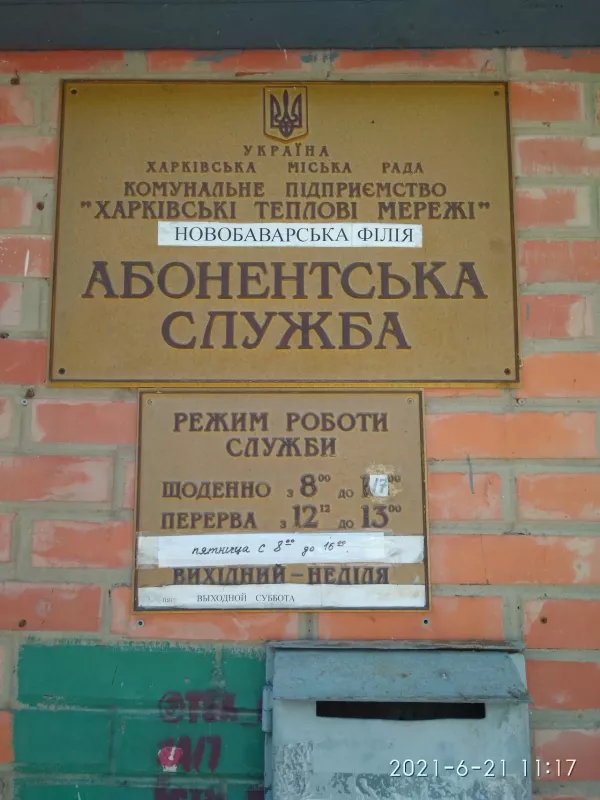 УКРАЇНА
ХАРКІВСЬКА МІСЬКА РАДА
КОМУНАЛЬНЕ ПІДПРИЄМСТВО
"ХАРКІВСЬКІ ТЕПЛОВІ МЕРЕЖІ"
НОВОБАВАРСЬКА ФІЛІЯ
АБОНЕНТСЬКА
СЛУЖБА
РЕЖИМ РОБОТИ
СЛУЖБИ
ЩОДЕННО з 8⁰⁰ до 17⁰⁰
ПЕРЕРВА з 12¹² до 13⁰⁰
пятница с 8⁰⁰ до 16⁰⁰.
ВИХІДНИЙ – НЕДІЛЯ
ВЫХОДНОЙ СУББОТА
2021-6-21 11:17